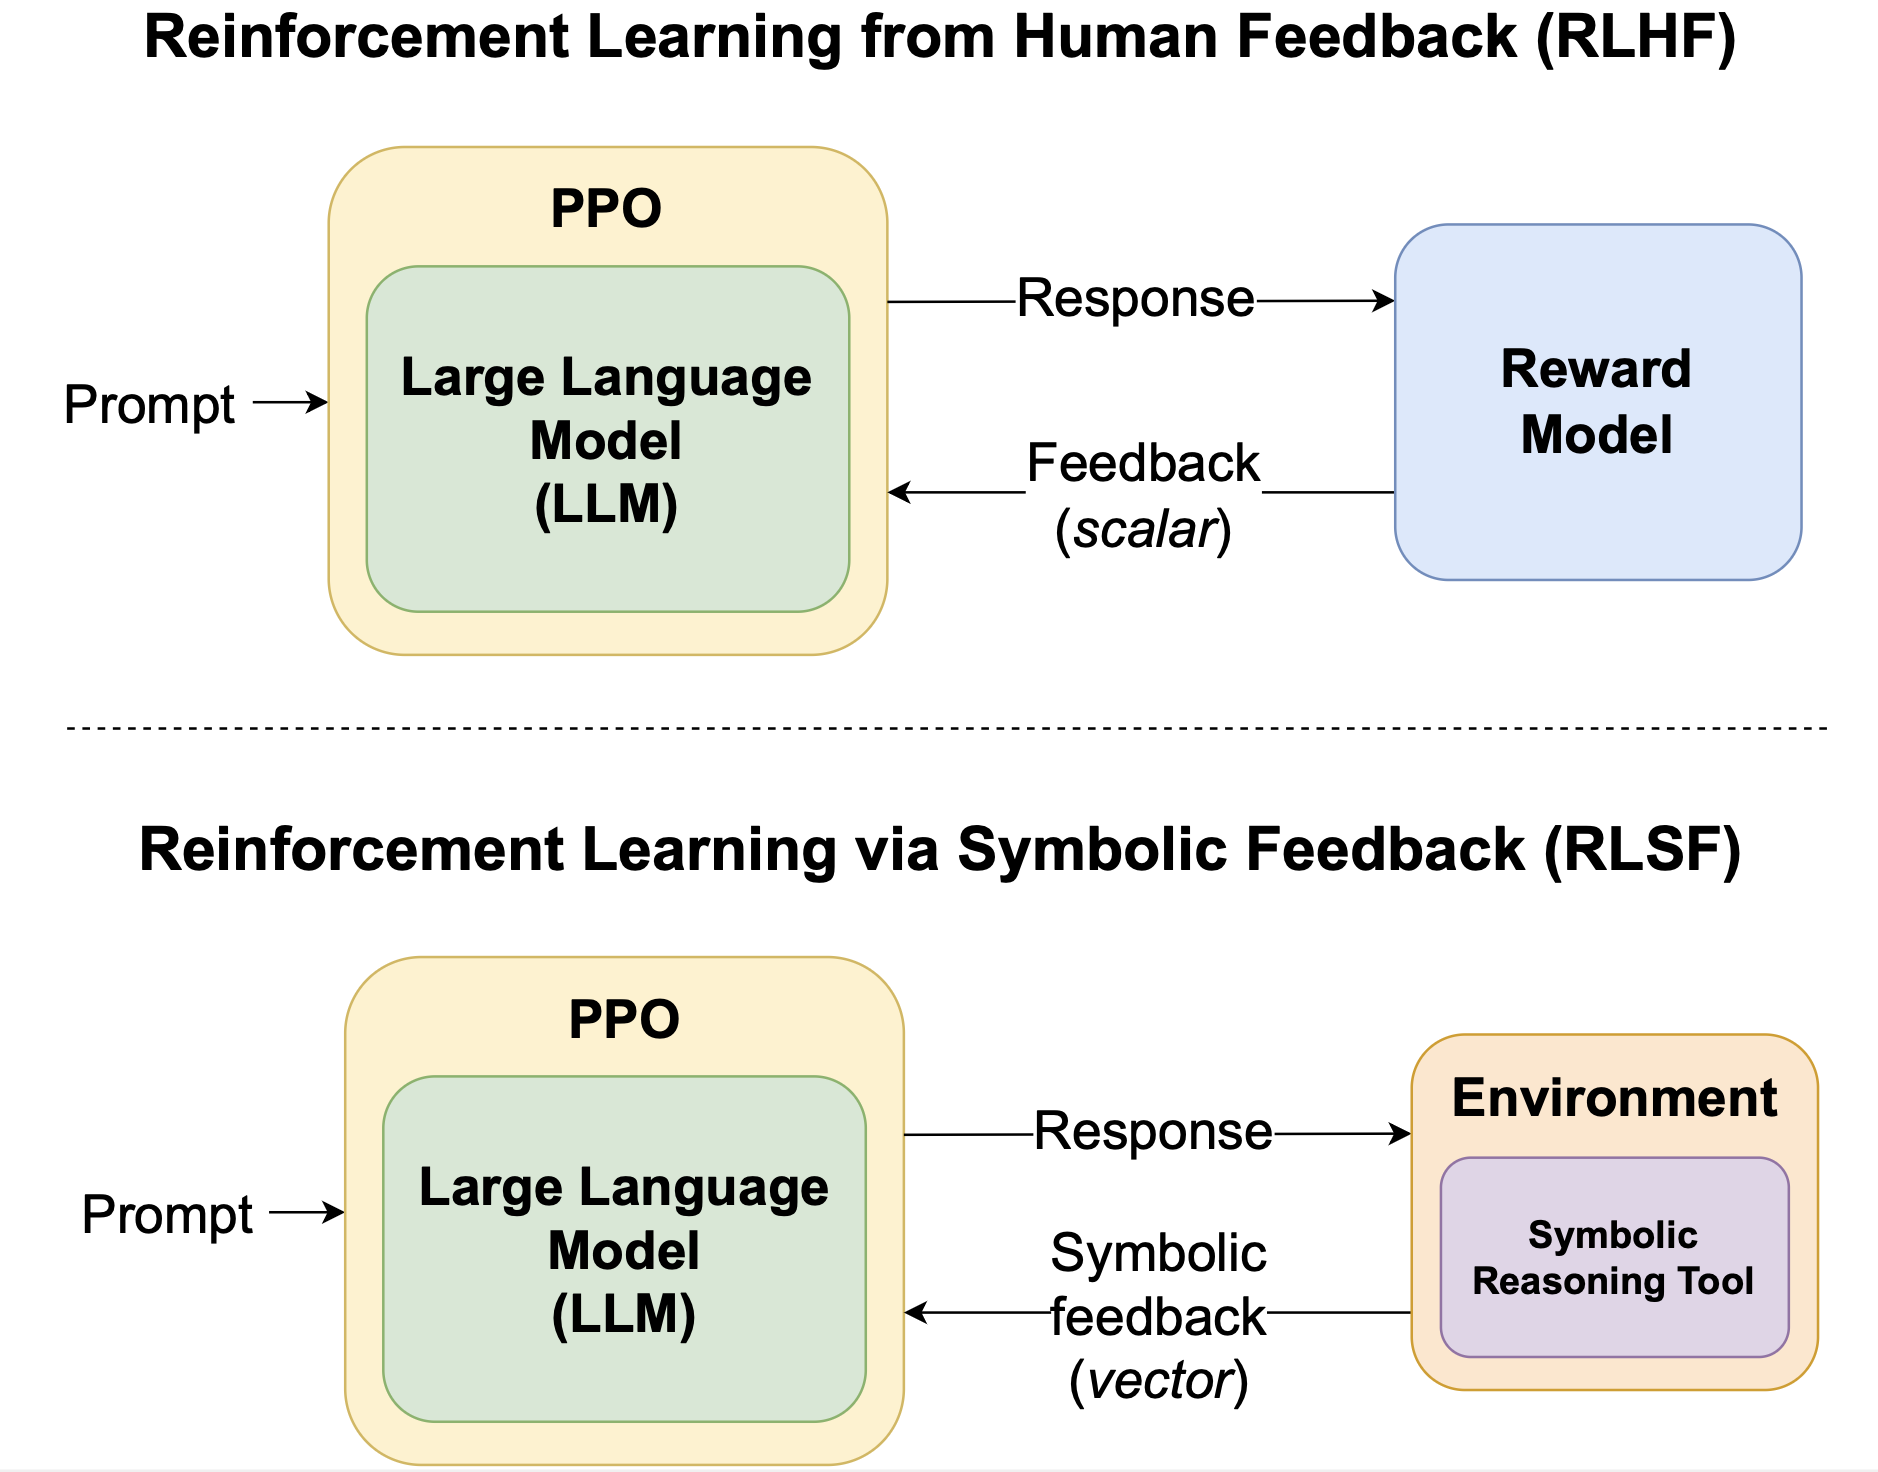 Reinforcement Learning from Human Feedback (RLHF)
PPO
Large Language
Model
(LLM)
Prompt
Response
Feedback
(scalar)
Reward
Model
Reinforcement Learning via Symbolic Feedback (RLSF)
PPO
Large Language
Model
(LLM)
Prompt
Response
Symbolic
feedback
(vector)
Environment
Symbolic
Reasoning Tool